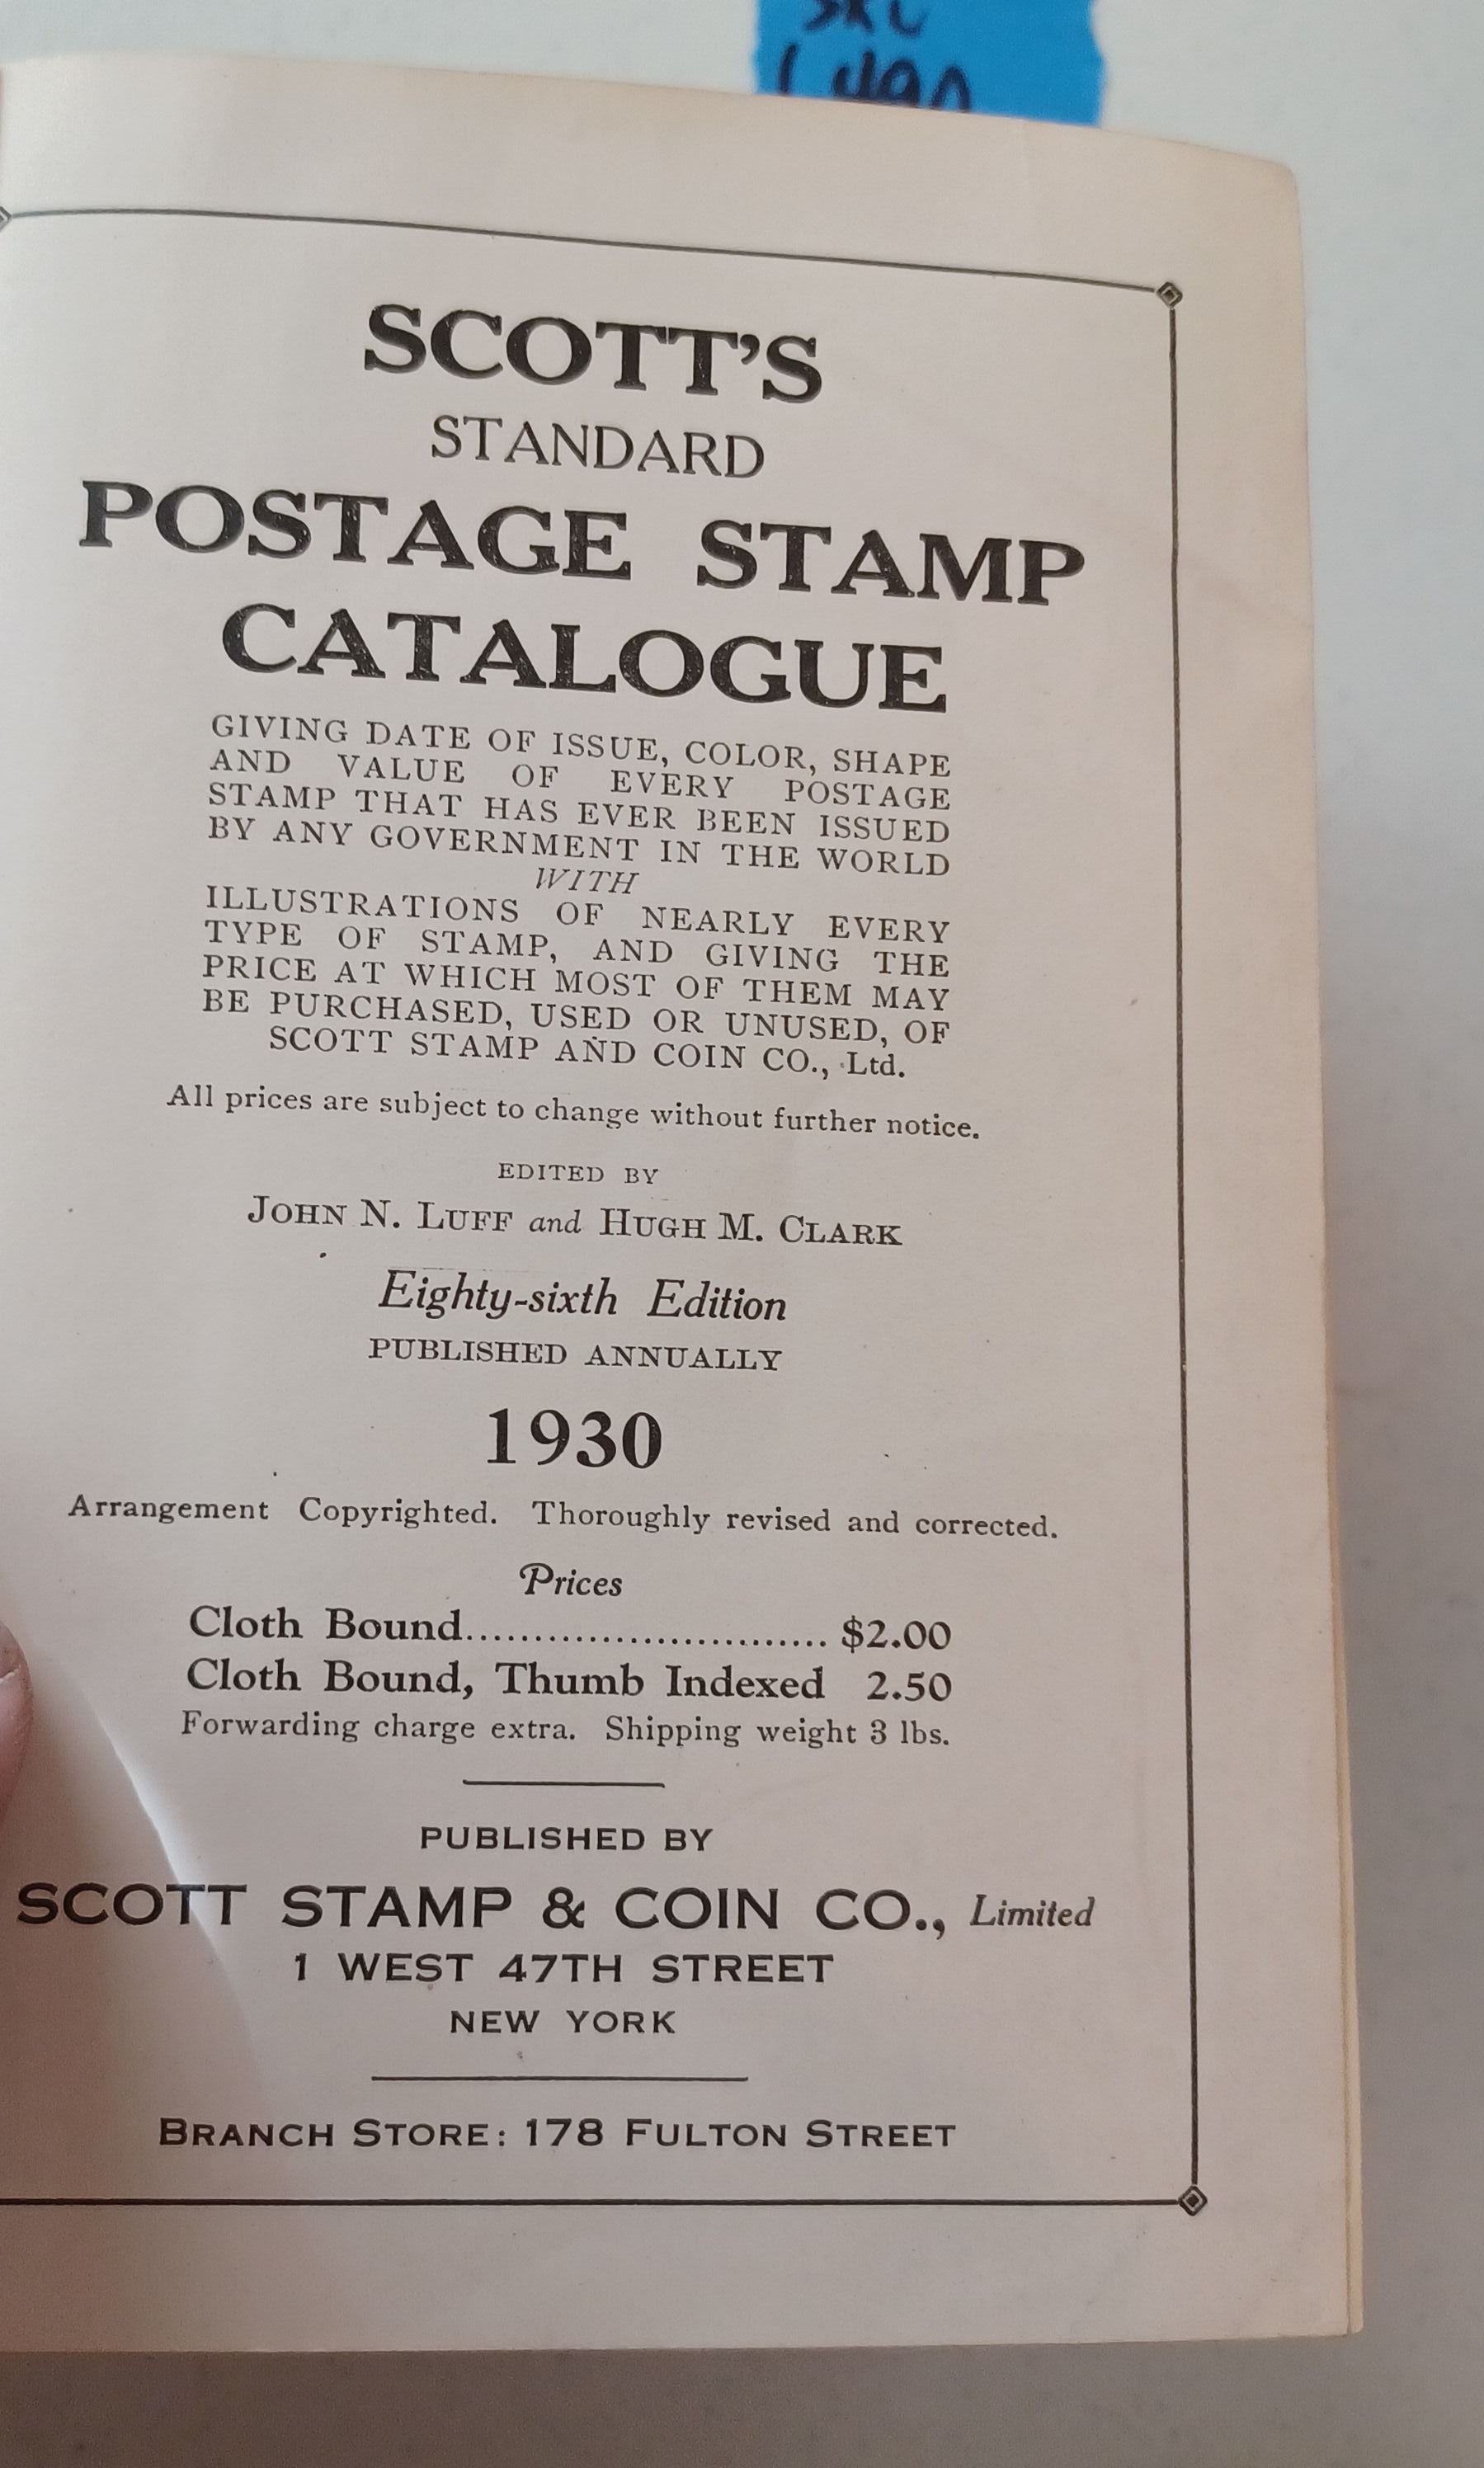 SCOTT'S
STANDARD
POSTAGE STAMP
CATALOGUE
GIVING DATE OF ISSUE, COLOR, SHAPE
AND VALUE OF EVERY POSTAGE
STAMP THAT HAS EVER BEEN ISSUED
BY ANY GOVERNMENT IN THE WORLD
WITH
ILLUSTRATIONS OF NEARLY EVERY
TYPE OF STAMP, AND GIVING THE
PRICE AT WHICH MOST OF THEM MAY
BE PURCHASED, USED OR UNUSED, OF
SCOTT STAMP AND COIN CO., Ltd.
All prices are subject to change without further notice.
EDITED BY
JOHN N. LUFF and HUGH M. CLARK
Eighty-sixth Edition
PUBLISHED ANNUALLY
1930
Arrangement Copyrighted. Thoroughly revised and corrected.
Prices
Cloth Bound........................... $2.00
Cloth Bound, Thumb Indexed 2.50
Forwarding charge extra. Shipping weight 3 lbs.
PUBLISHED BY
SCOTT STAMP & COIN CO., Limited
1 WEST 47TH STREET
NEW YORK
BRANCH STORE: 178 FULTON STREET